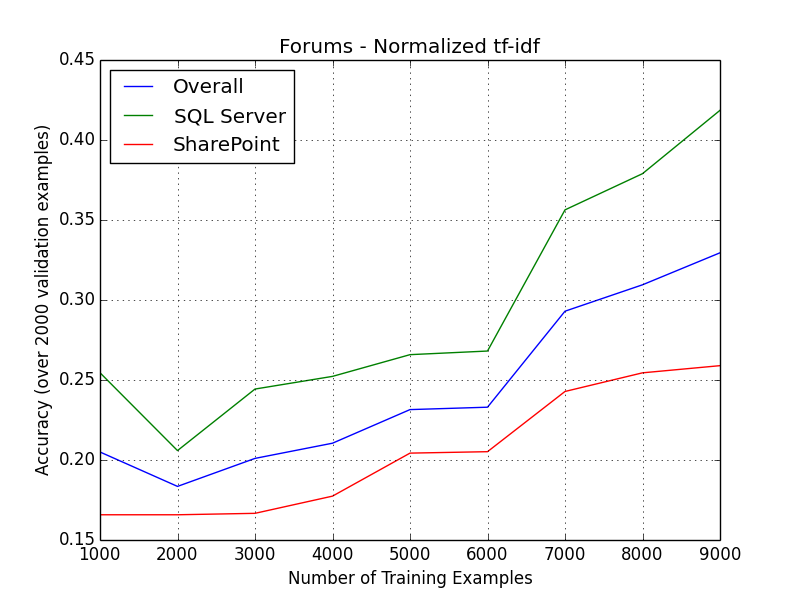 Forums - Normalized tf-idf
0.45
0.40
0.35
0.30
0.25
0.20
0.15
Accuracy (over 2000 validation examples)
Overall
SQL Server
SharePoint
1000 2000 3000 4000 5000 6000 7000 8000 9000
Number of Training Examples